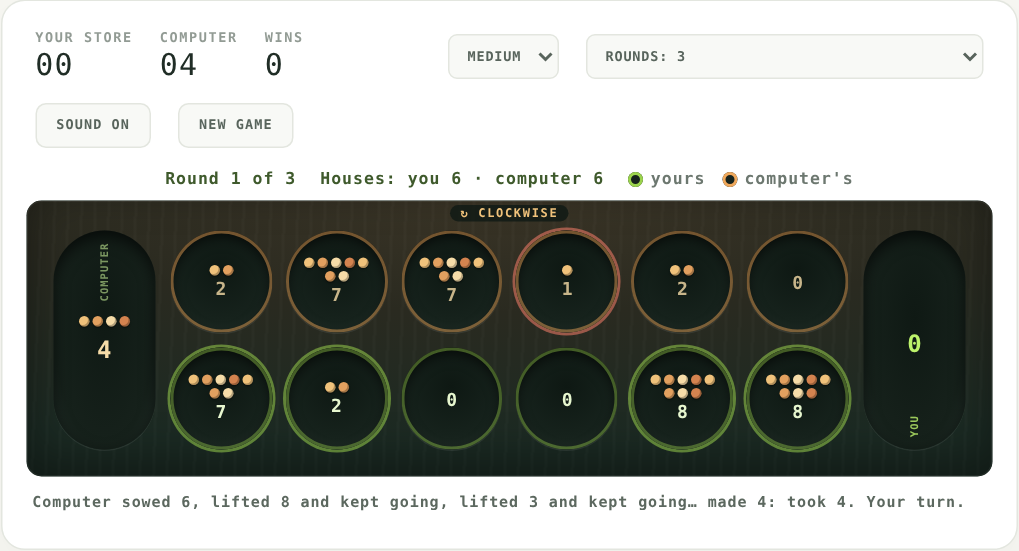 YOUR STORE COMPUTER WINS
00 04 0
MEDIUM ROUNDS: 3
SOUND ON NEW GAME
Round 1 of 3 Houses: you 6 · computer 6 yours computer's
↻ CLOCKWISE
COMPUTER
4
2 7 7 1 2 0
7 2 0 0 8 8
0
YOU
Computer sowed 6, lifted 8 and kept going, lifted 3 and kept going… made 4: took 4. Your turn.